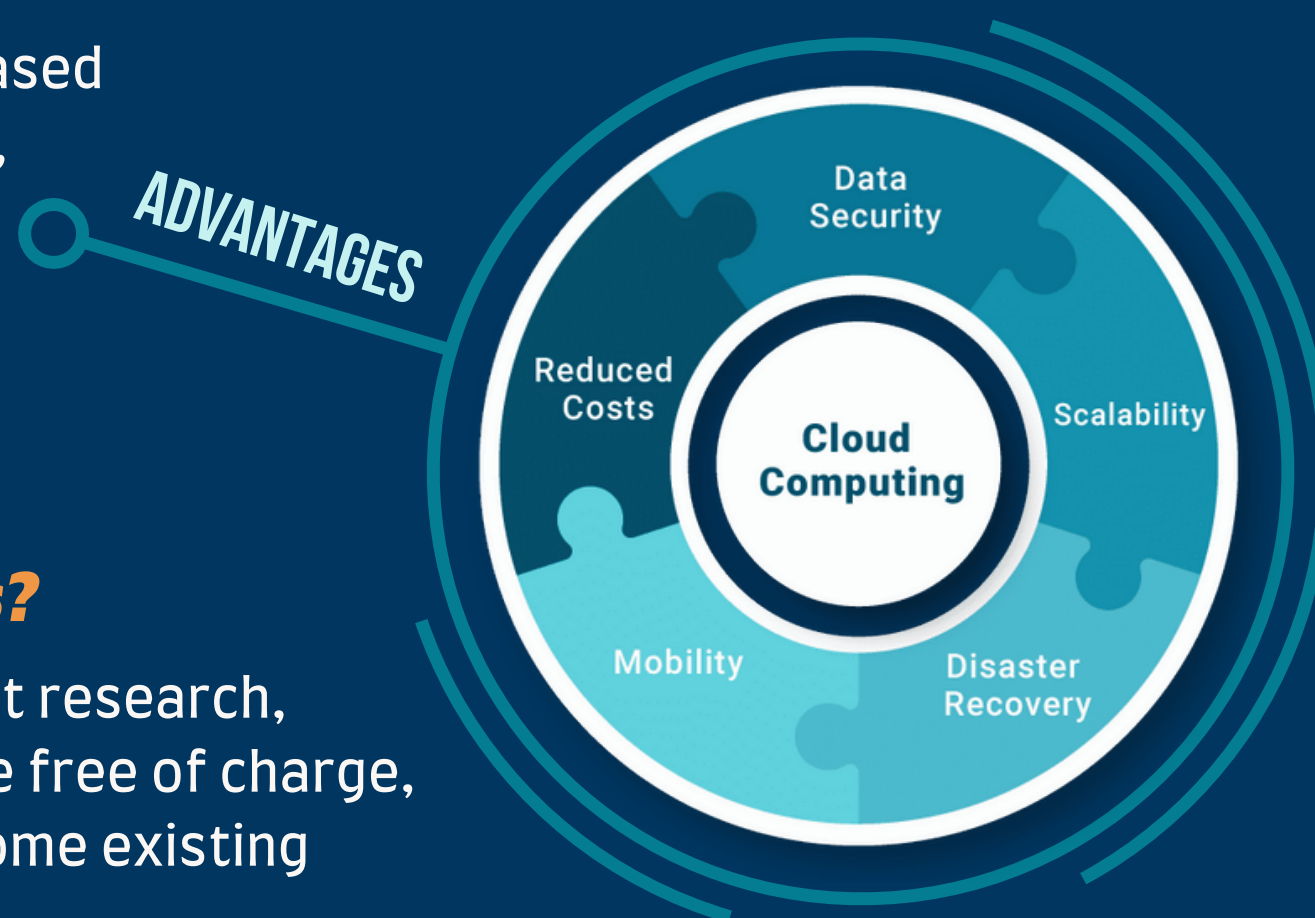 ased
,
ADVANTAGES
s?
t research,
e free of charge,
ome existing
Data
Security
Reduced
Costs
Scalability
Cloud
Computing
Mobility
Disaster
Recovery